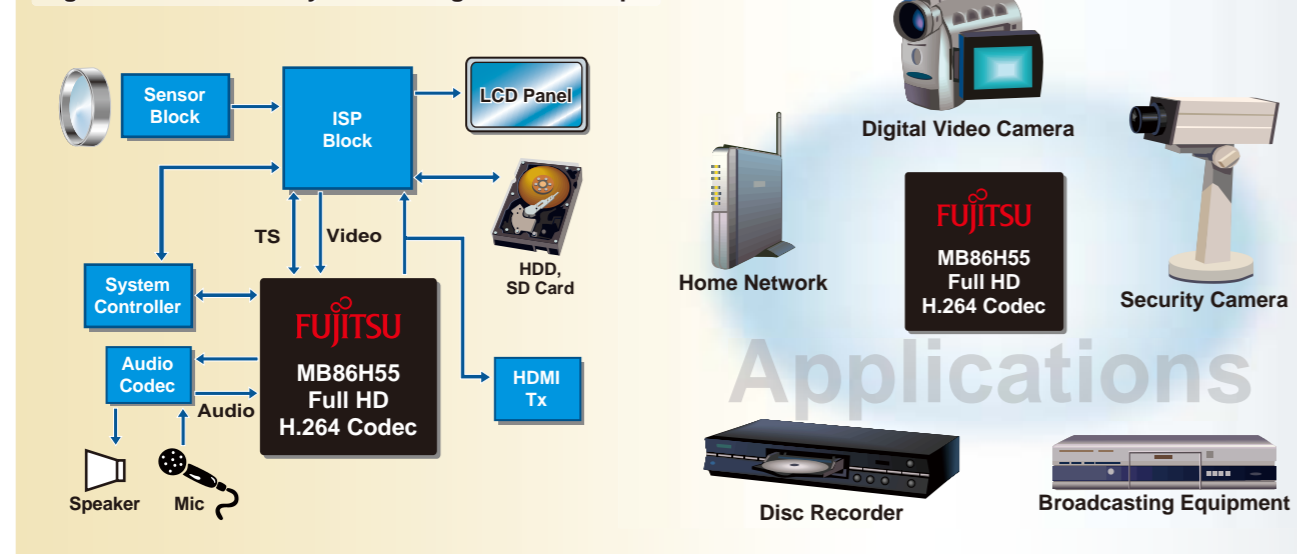 Sensor
Block
ISP
Block
LCD Panel
TS
Video
HDD,
SD Card
System
Controller
FUJITSU
MB86H55
Full HD
H.264 Codec
Audio
Codec
Audio
HDMI
Tx
Speaker
Mic
Digital Video Camera
Home Network
FUJITSU
MB86H55
Full HD
H.264 Codec
Security Camera
Applications
Disc Recorder
Broadcasting Equipment